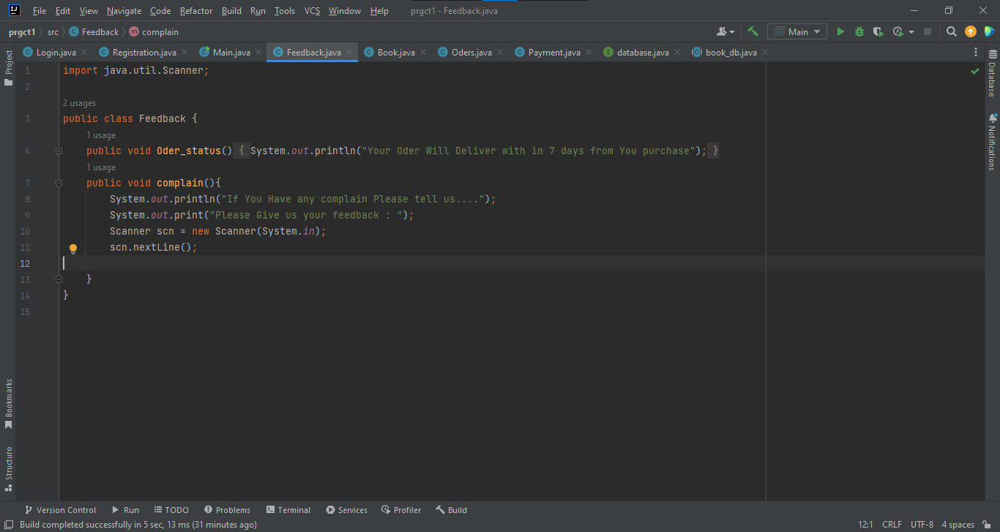 IJ File Edit View Navigate Code Refactor Build Run Tools VCS Window Help prgct1 - Feedback.java
prgct1 src C Feedback m complain Main
Login.java Registration.java Main.java Feedback.java Book.java Oders.java Payment.java database.java book_db.java
Project
Database
Notifications
Bookmarks
Structure
1 import java.util.Scanner;
2
2 usages
3 public class Feedback {
1 usage
4 public void Oder_status() { System.out.println("Your Oder Will Deliver with in 7 days from You purchase"); }
1 usage
7 public void complain(){
8 System.out.println("If You Have any complain Please tell us....");
9 System.out.print("Please Give us your feedback : ");
10 Scanner scn = new Scanner(System.in);
11 scn.nextLine();
12
13 }
14 }
15
Version Control Run TODO Problems Terminal Services Profiler Build
Build completed successfully in 5 sec, 13 ms (31 minutes ago) 12:1 CRLF UTF-8 4 spaces